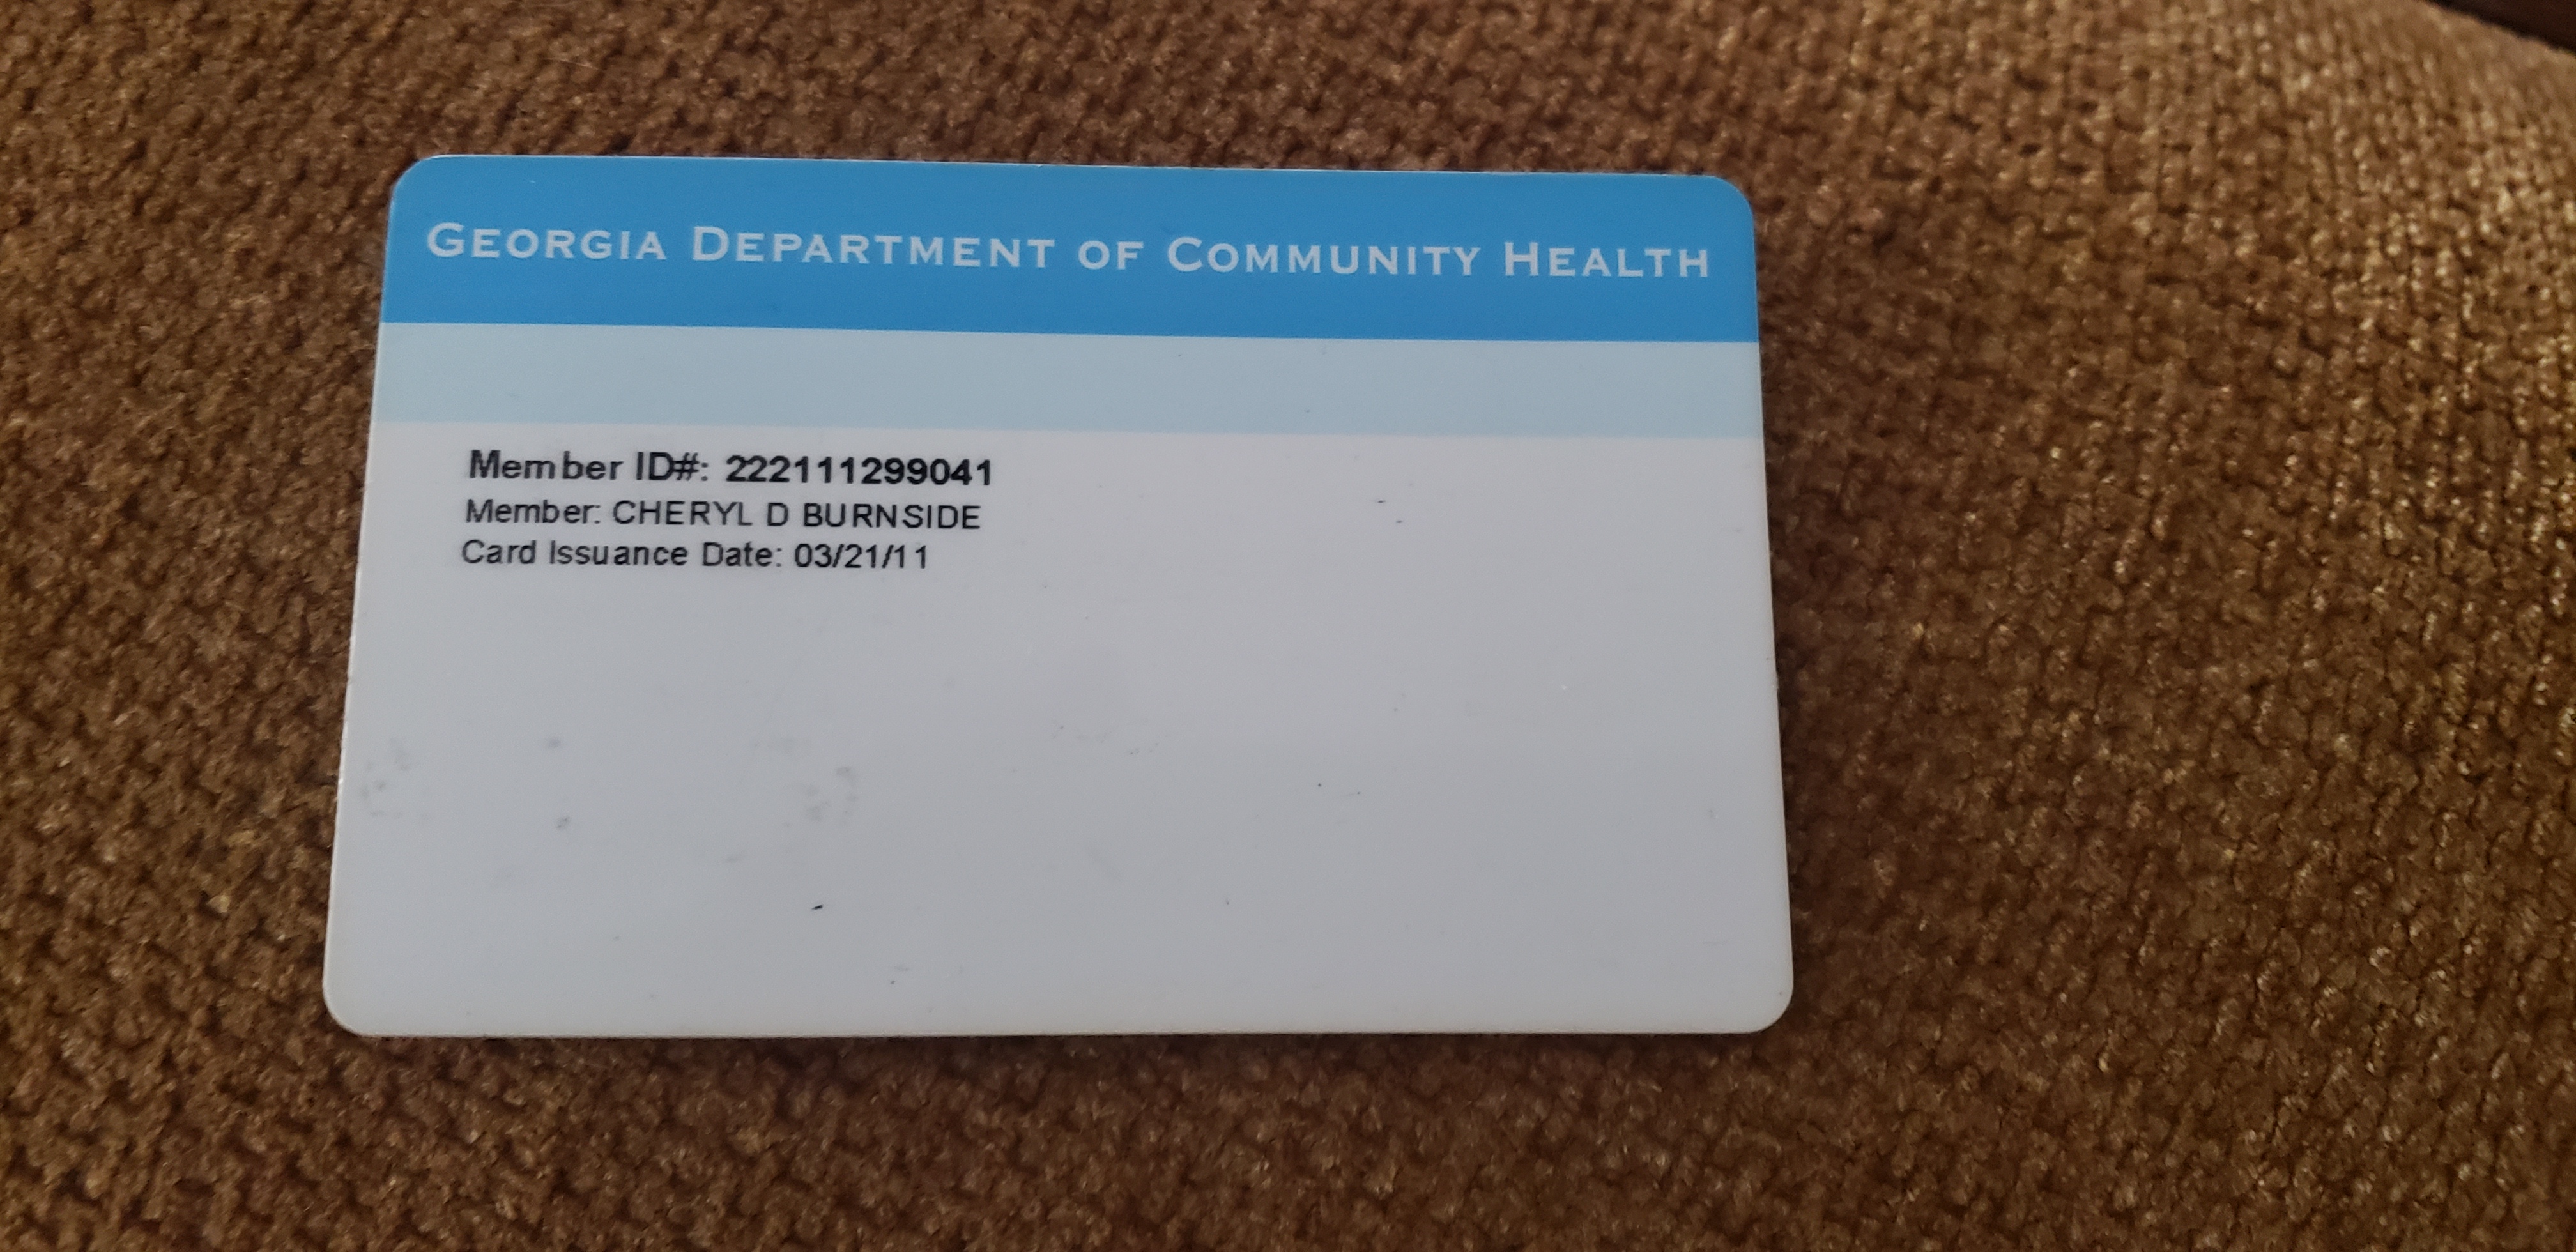 GEORGIA DEPARTMENT OF COMMUNITY HEALTH
Member ID#: 222111299041
Member: CHERYL D BURNSIDE
Card Issuance Date: 03/21/11